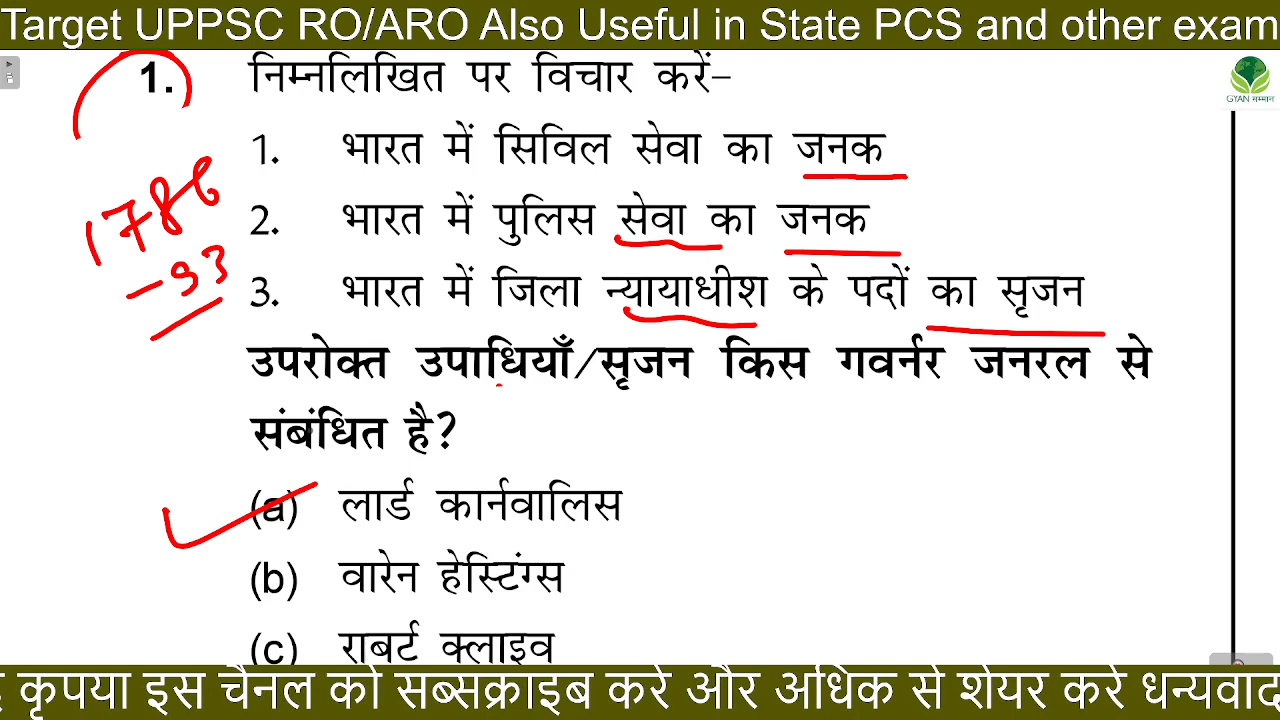 Target UPPSC RO/ARO Also Useful in State PCS and other exam
GYAN सम्मान
1. निम्नलिखित पर विचार करें–
1. भारत में सिविल सेवा का जनक
1786
2. भारत में पुलिस सेवा का जनक
-93
3. भारत में जिला न्यायाधीश के पदों का सृजन
उपरोक्त उपाधियाँ/सृजन किस गवर्नर जनरल से
संबंधित है?
(a) लार्ड कार्नवालिस
(b) वारेन हेस्टिंग्स
(c) राबर्ट क्लाइव
कृपया इस चैनल को सब्सक्राइब करे और अधिक से शेयर करे धन्यवाद